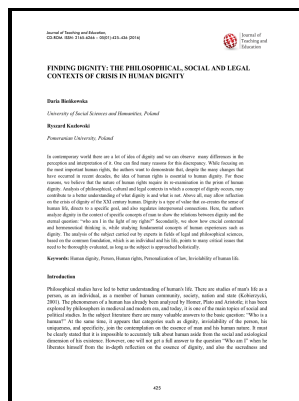 Journal of Teaching and Education,
CD-ROM. ISSN: 2165-6266 :: 05(01):425–434 (2016)
Journal of
Teaching and
Education
FINDING DIGNITY: THE PHILOSOPHICAL, SOCIAL AND LEGAL
CONTEXTS OF CRISIS IN HUMAN DIGNITY
Daria Bieńkowska
University of Social Sciences and Humanities, Poland
Ryszard Kozłowski
Pomeranian University, Poland
In contemporary world there are a lot of idea of dignity and we can observe many differences in the
perception and interpretation of it. One can find many reasons for this discrepancy. While focusing on
the most important human rights, the authors want to demonstrate that, despite the many changes that
have occurred in recent decades, the idea of human rights is essential to human dignity. For these
reasons, we believe that the nature of human rights require its re-examination in the prism of human
dignity. Analysis of philosophical, cultural and legal contexts in which a concept of dignity occurs, may
contribute to a better understanding of what dignity is and what is not. Above all, may allow reflection
on the crisis of dignity of the XXI century human. Dignity is a type of value that co-creates the sense of
human life, directs to a specific goal, and also regulates interpersonal connections. Here, the authors
analyze dignity in the context of specific concepts of man to show the relations between dignity and the
eternal question; "who am I in the light of my rights?" Secondly, we show how crucial contextual
and hermeneutical thinking is, while studying fundamental concepts of human experiences such as
dignity. The analysis of the subject carried out by experts in fields of legal and philosophical sciences,
based on the common foundation, which is an individual and his life, points to many critical issues that
need to be thoroughly evaluated, as long as the subject is approached holistically.
Keywords: Human dignity, Person, Human rights, Personalization of law, Inviolability of human life.
Introduction
Philosophical studies have led to better understanding of human's life. There are studies of man's life as a
person, as an individual, as a member of human community, society, nation state (Kobierzycki,
2001). The phenomenon of a human has already been analyzed by Homer, Plato and Aristotle; it has been
explored by philosophers in medieval and modern era, and today, it is one of the main topics of social and
political studies. In the subject literature there are many valuable answers to the basic question: "Who is a
human?" At the same time, it appears that categories such as dignity, inviolability of the person, his
uniqueness, and specificity, join the contemplation on the essence of man and his human nature. It must
be clearly stated that it is impossible to accurately talk about human aside from the social and axiological
dimension of his existence. However, one will not get a full answer to the question "Who am I" when he
liberates himself from the in-depth reflection on the essence of dignity, and also the sacredness and
425